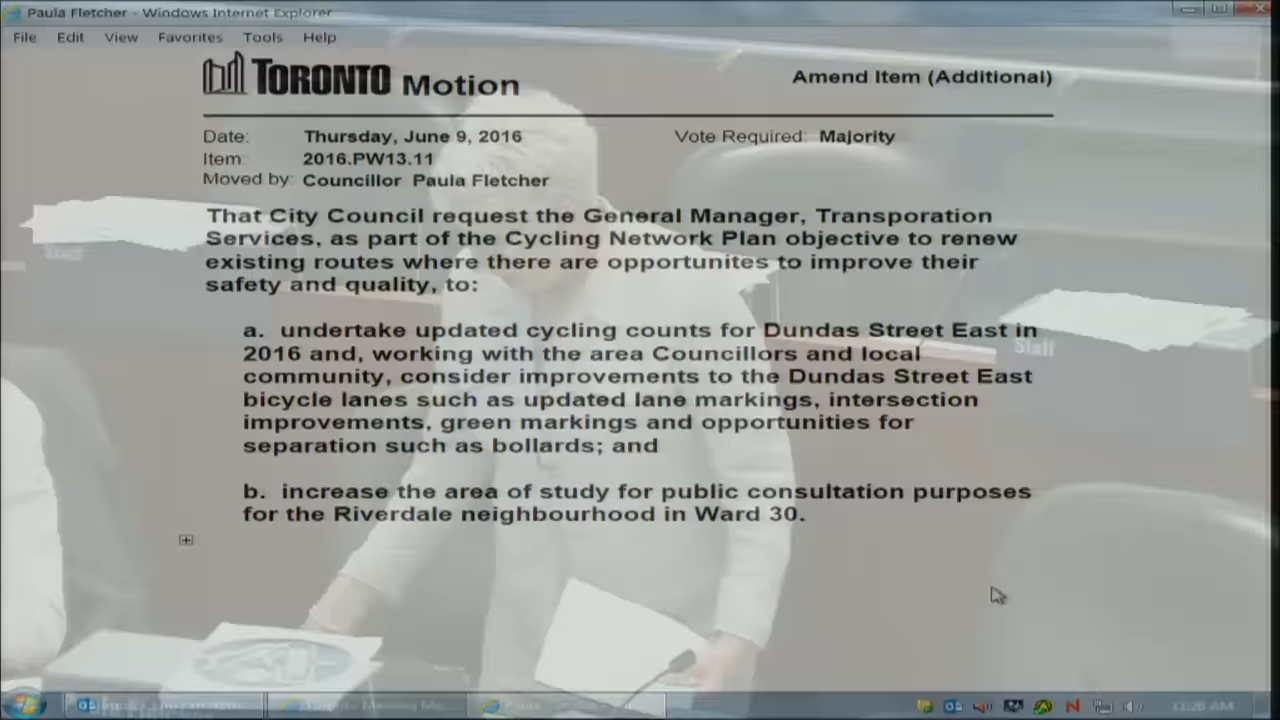 Paula Fletcher - Windows Internet Explorer
File Edit View Favorites Tools Help
TORONTO Motion
Amend Item (Additional)
Date: Thursday, June 9, 2016
Vote Required: Majority
Item 2016.PW13.11
Moved by: Councillor Paula Fletcher
That City Council request the General Manager, Transporation
Services, as part of the Cycling Network Plan objective to renew
existing routes where there are opportunites to improve their
safety and quality, to:
a. undertake updated cycling counts for Dundas Street East in
2016 and, working with the area Councillors and local
community, consider improvements to the Dundas Street East
bicycle lanes such as updated lane markings, intersection
improvements, green markings and opportunities for
separation such as bollards; and
b. increase the area of study for public consultation purposes
for the Riverdale neighbourhood in Ward 30.
Staff
11:26 AM